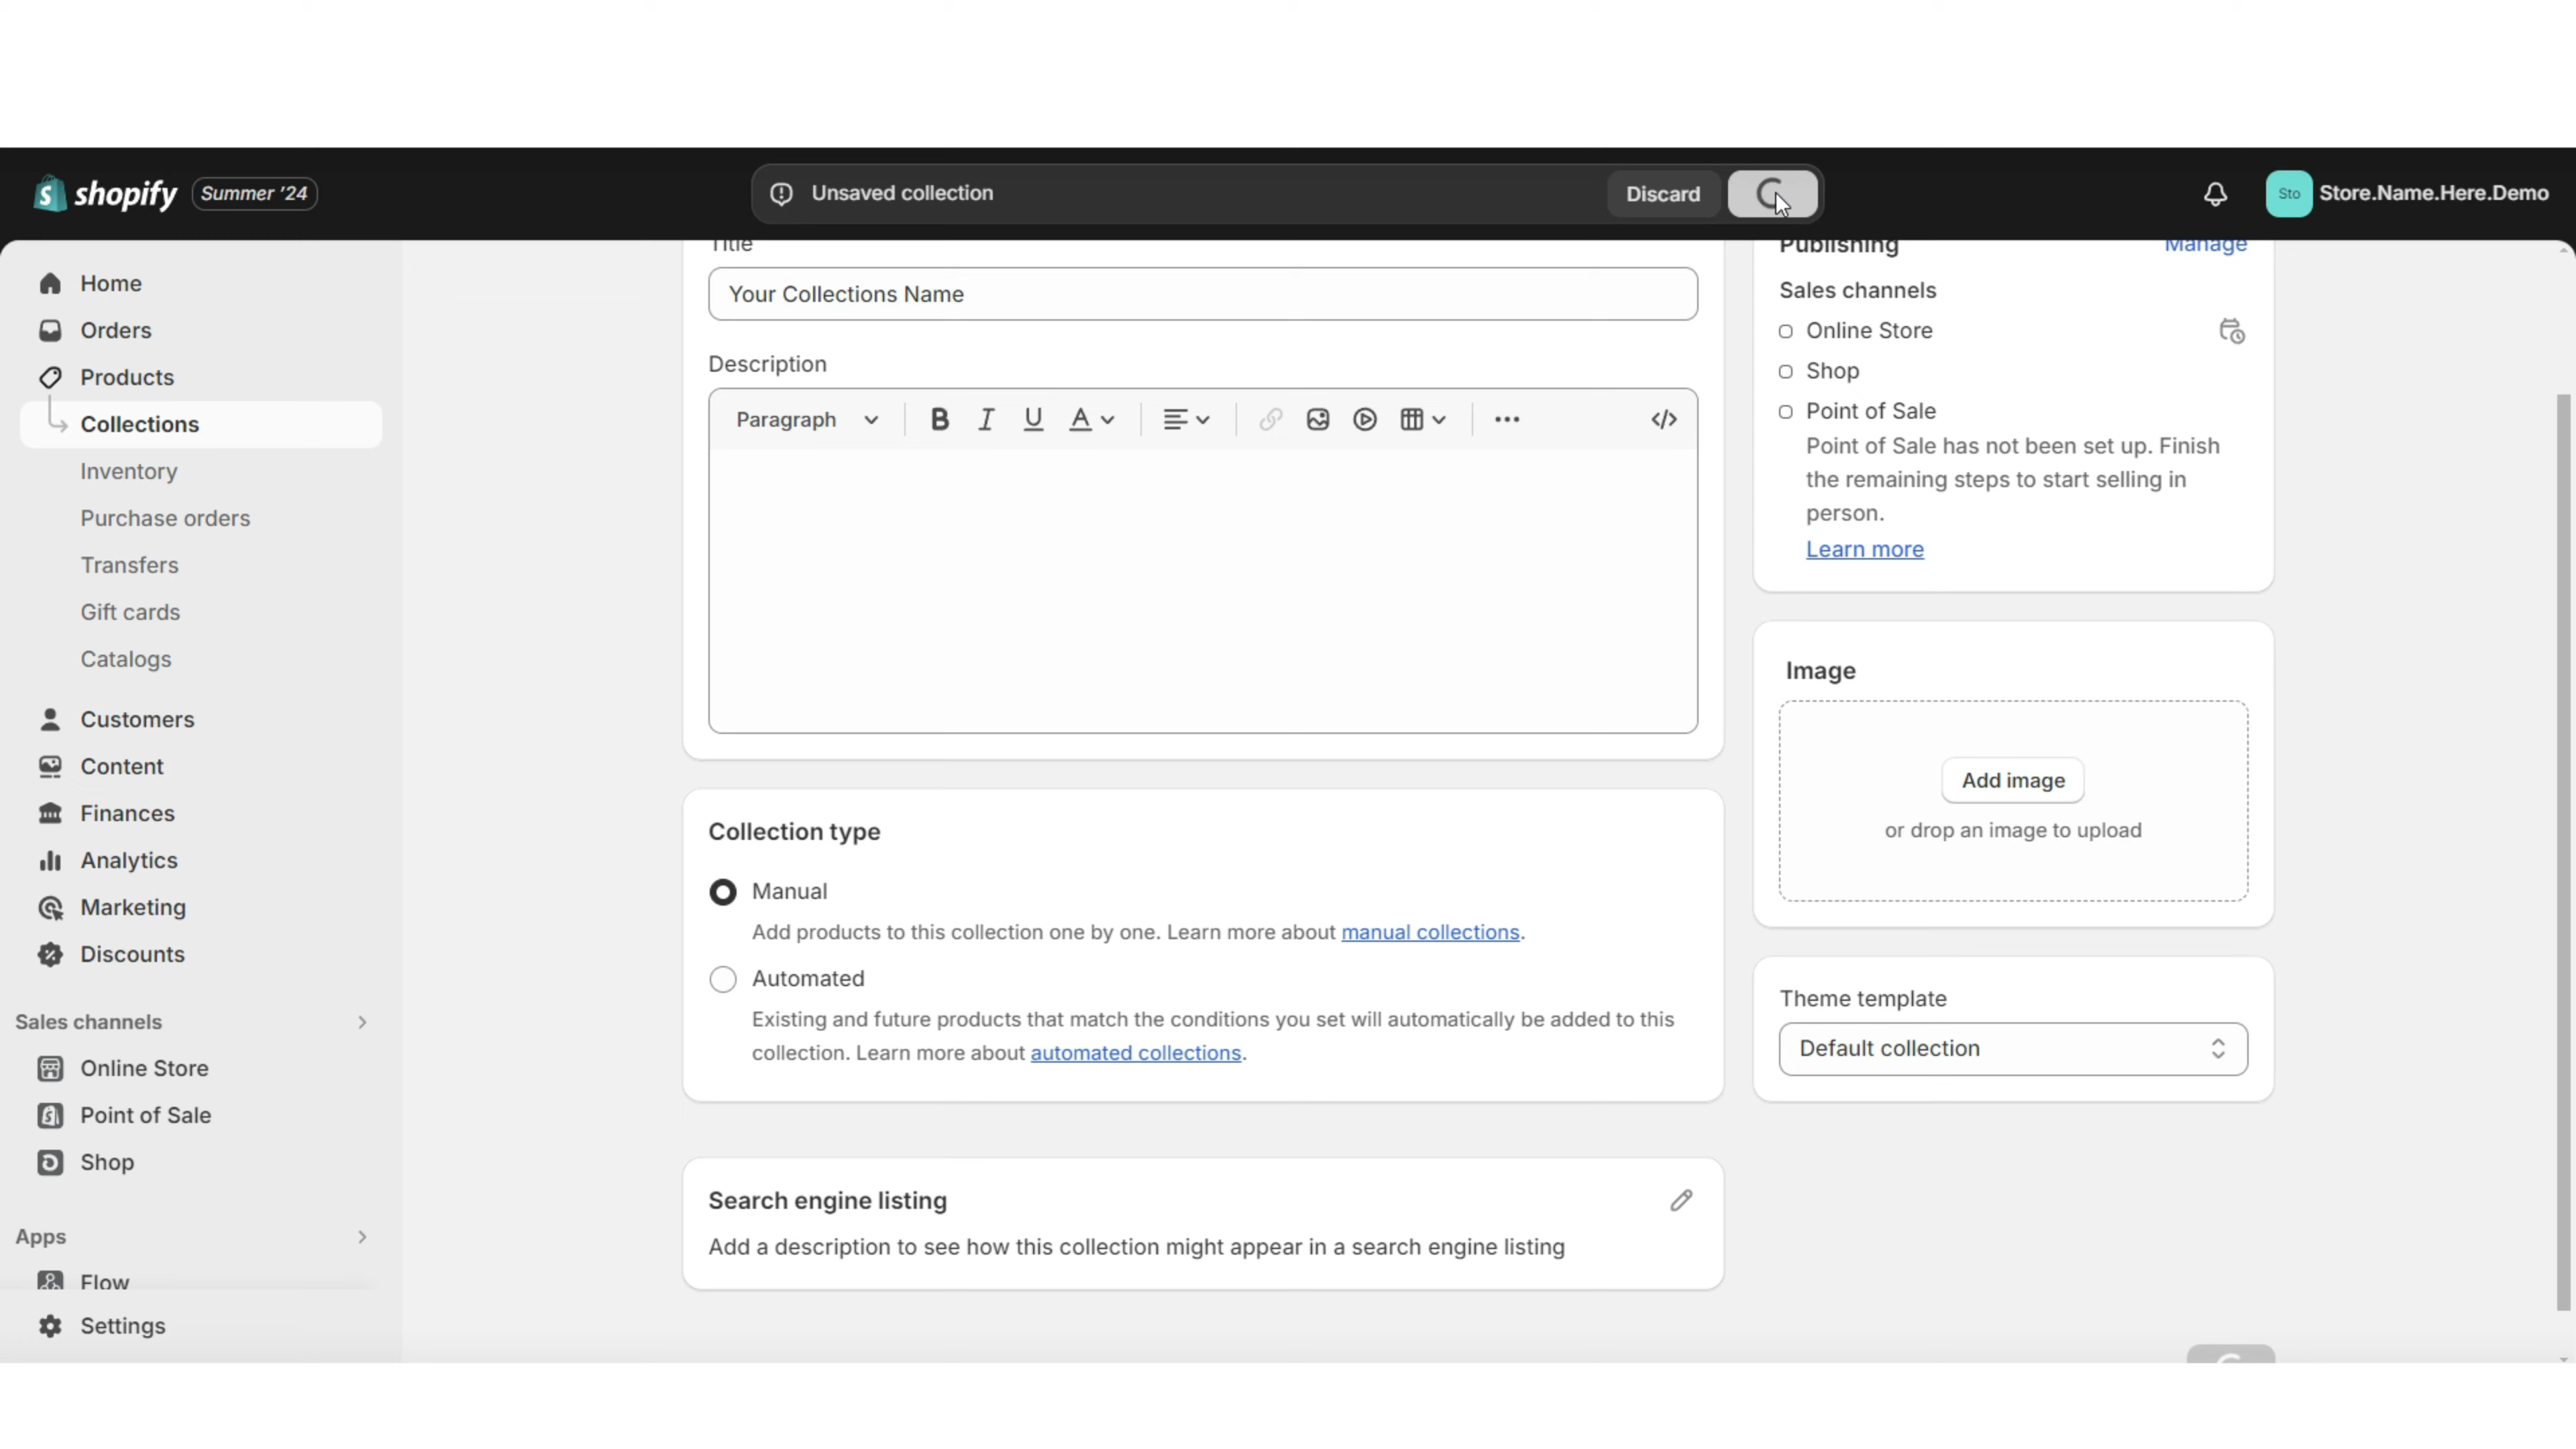 shopify
Summer '24
Unsaved collection
Discard
Sto
Store.Name.Here.Demo
Home
Orders
Products
Collections
Inventory
Purchase orders
Transfers
Gift cards
Catalogs
Customers
Content
Finances
Analytics
Marketing
Discounts
Sales channels
Online Store
Point of Sale
Shop
Apps
Flow
Settings
Title
Your Collections Name
Description
Paragraph
Collection type
Manual
Add products to this collection one by one. Learn more about manual collections.
Automated
Existing and future products that match the conditions you set will automatically be added to this
collection. Learn more about automated collections.
Search engine listing
Add a description to see how this collection might appear in a search engine listing
Publishing
Manage
Sales channels
Online Store
Shop
Point of Sale
Point of Sale has not been set up. Finish
the remaining steps to start selling in
person.
Learn more
Image
Add image
or drop an image to upload
Theme template
Default collection